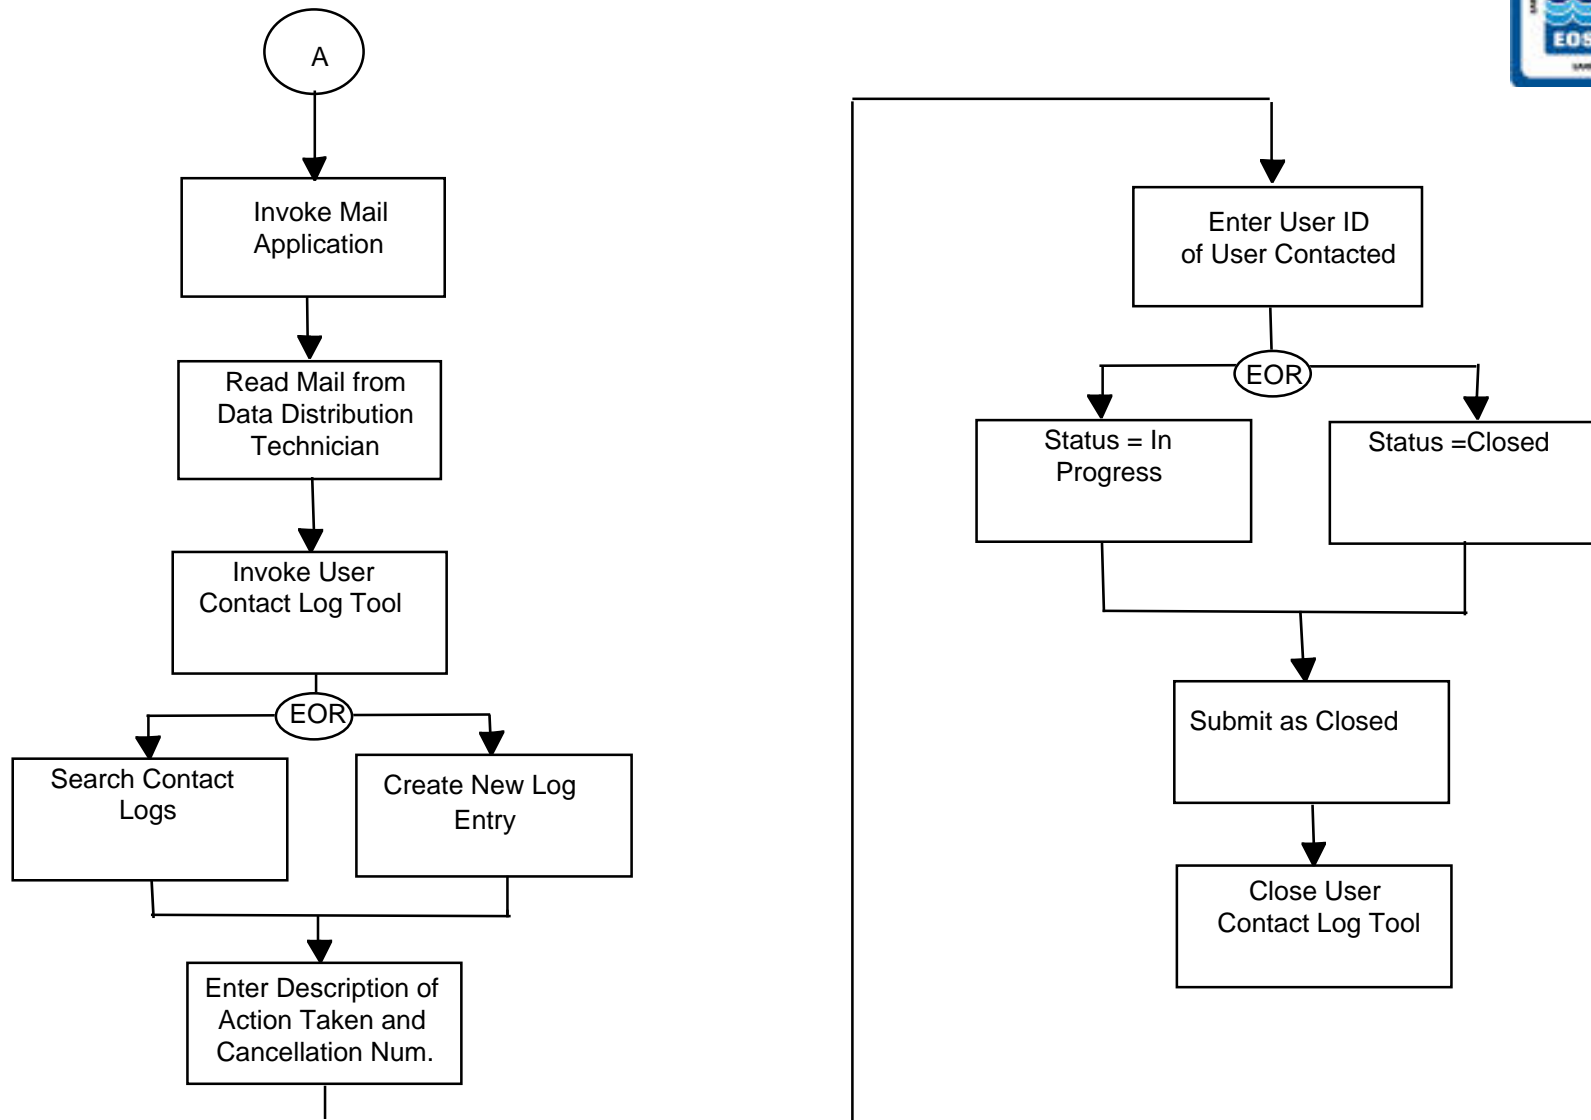 A
Invoke Mail
Application
Read Mail from
Data Distribution
Technician
Invoke User
Contact Log Tool
EOR
Search Contact
Logs
Create New Log
Entry
Enter Description of
Action Taken and
Cancellation Num.
Enter User ID
of User Contacted
EOR
Status = In
Progress
Status =Closed
Submit as Closed
Close User
Contact Log Tool
EOS